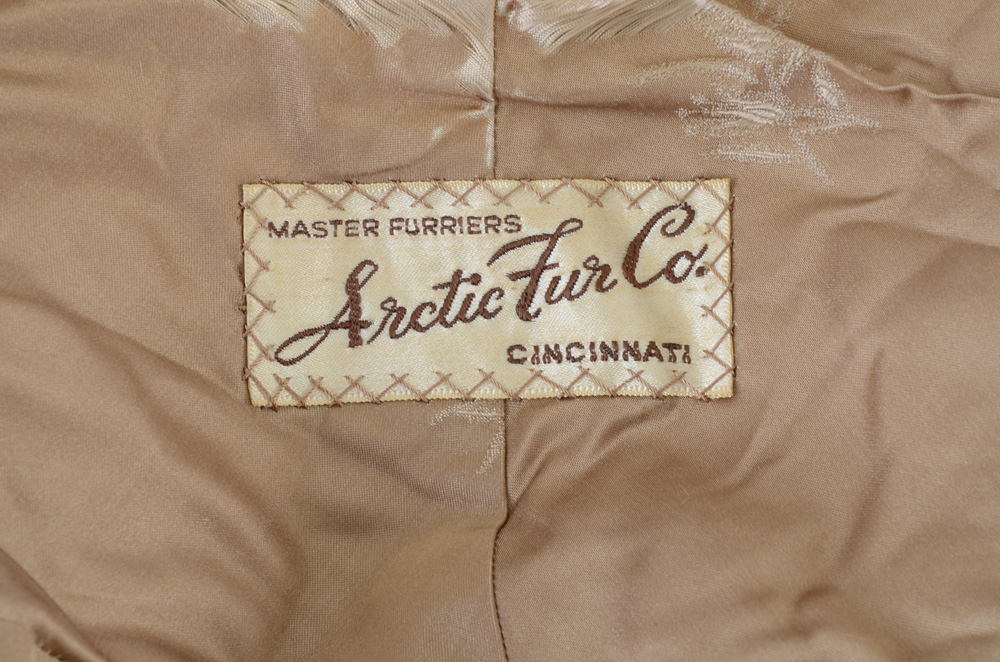 MASTER FURRIERS
Arctic Fur Co.
CINCINNATI